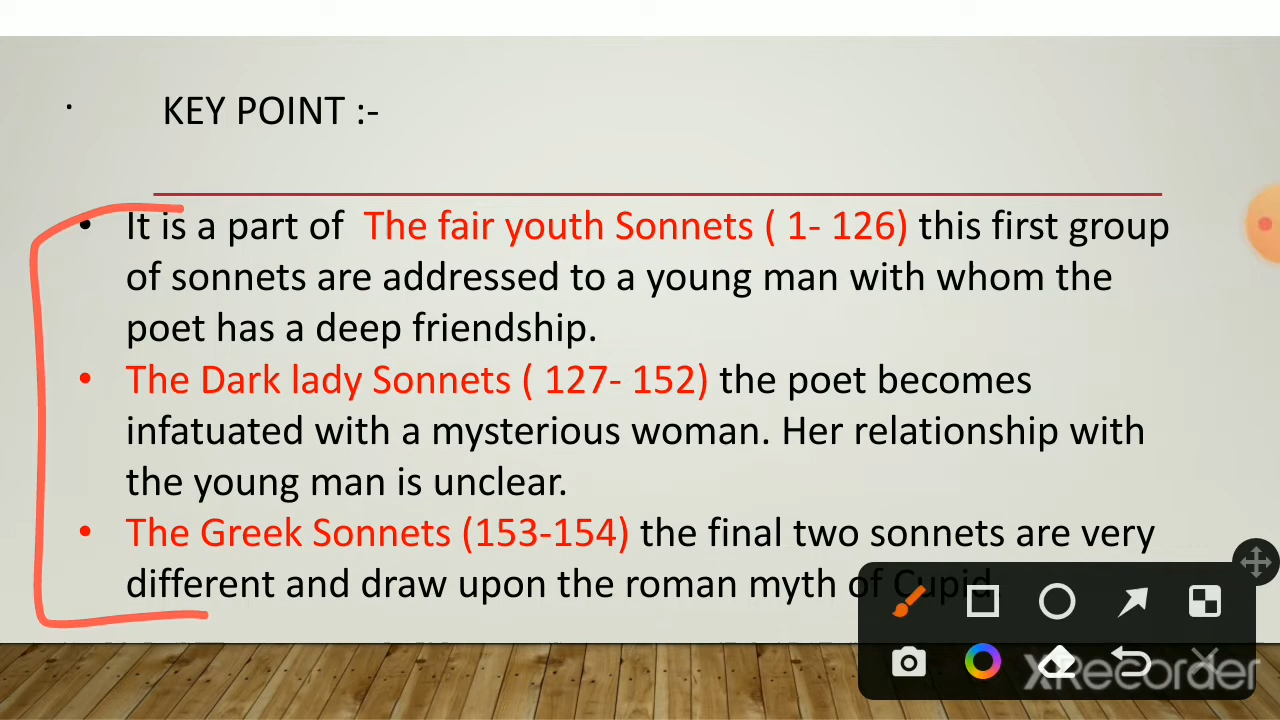 KEY POINT :-
• It is a part of The fair youth Sonnets ( 1- 126) this first group
of sonnets are addressed to a young man with whom the
poet has a deep friendship.
• The Dark lady Sonnets ( 127- 152) the poet becomes
infatuated with a mysterious woman. Her relationship with
the young man is unclear.
• The Greek Sonnets (153-154) the final two sonnets are very
different and draw upon the roman myth of Cupid.
XRecorder